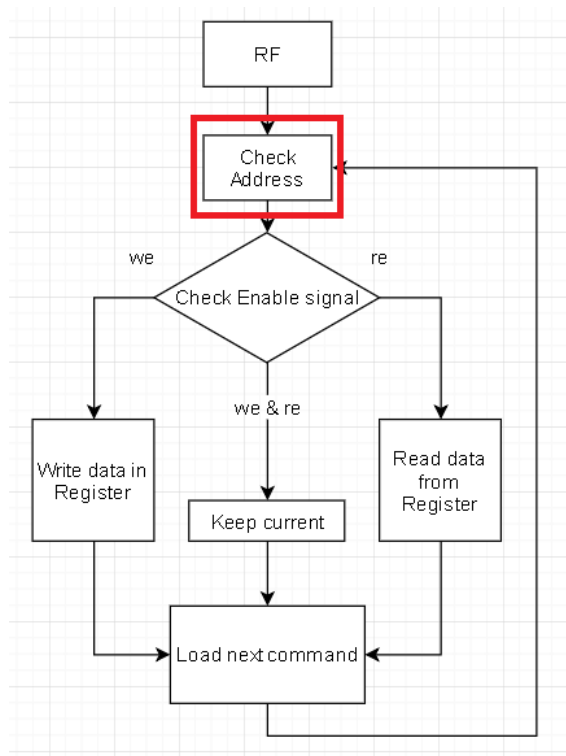 RF
Check
Address
we
re
Check Enable signal
we & re
Write data in
Register
Read data
from
Register
Keep current
Load next command